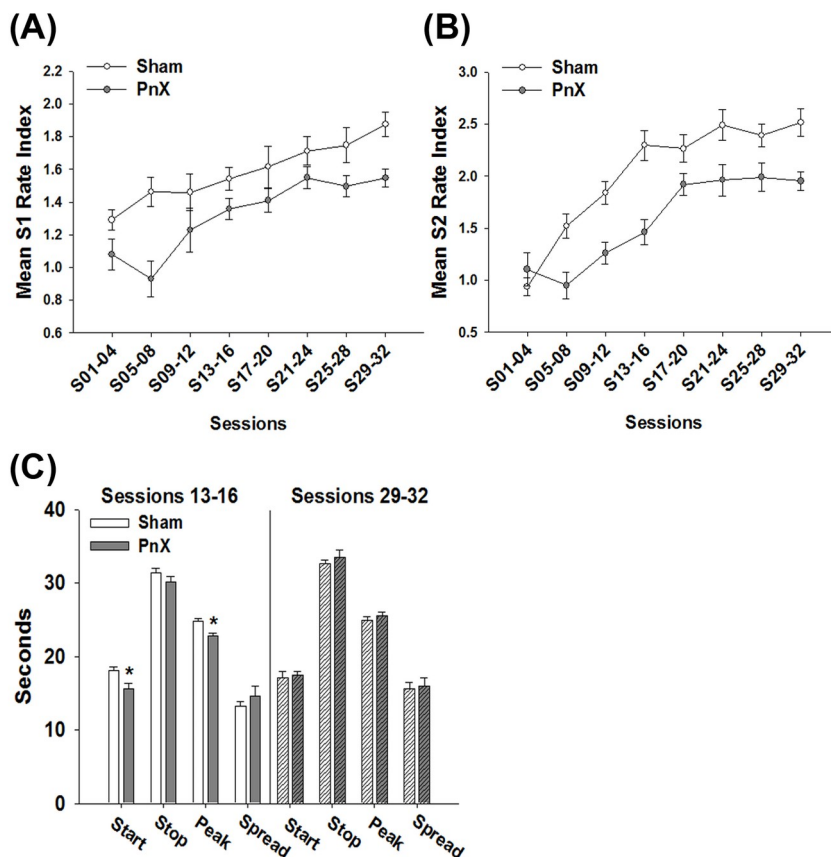 (A)
Sham
PnX
Mean S1 Rate Index
2.2
2.0
1.8
1.6
1.4
1.2
1.0
0.8
0.6
S01-04
S05-08
S09-12
S13-16
S17-20
S21-24
S25-28
S29-32
Sessions
(B)
Sham
PnX
Mean S2 Rate Index
3.0
2.5
2.0
1.5
1.0
0.5
S01-04
S05-08
S09-12
S13-16
S17-20
S21-24
S25-28
S29-32
Sessions
(C)
Sessions 13-16 Sessions 29-32
Sham
PnX
Seconds
40
30
20
10
0
* *
Start Stop Peak Spread Start Stop Peak Spread